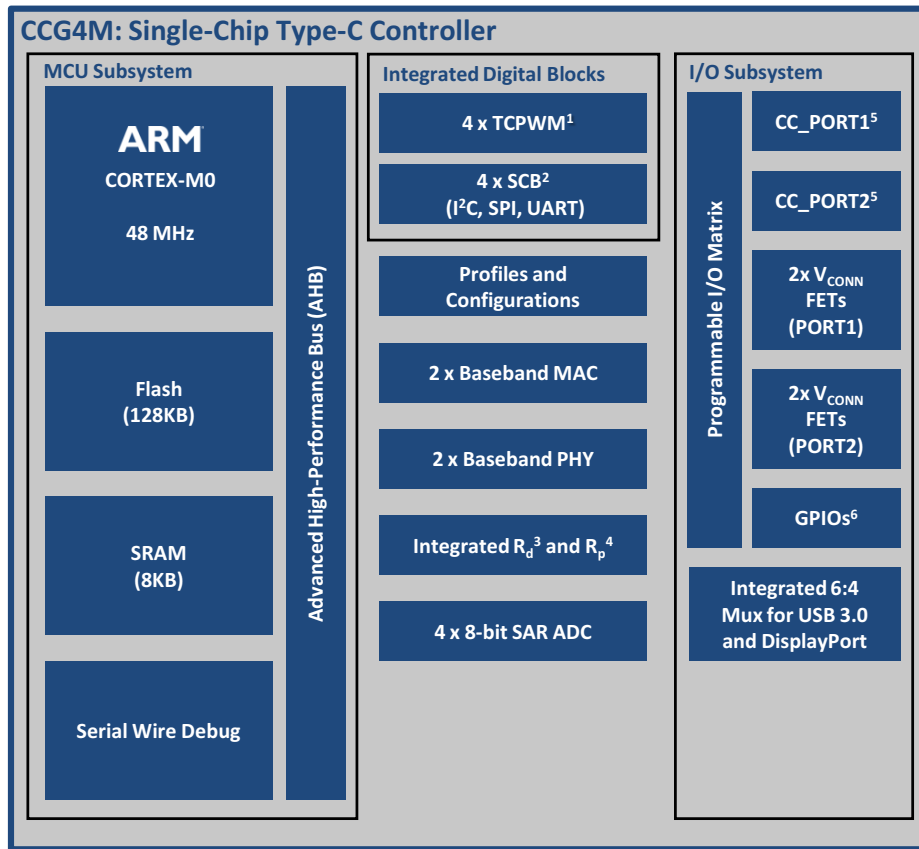 CCG4M: Single-Chip Type-C Controller
MCU Subsystem
ARM
CORTEX-M0
48 MHz
Flash
(128KB)
SRAM
(8KB)
Serial Wire Debug
Advanced High-Performance Bus (AHB)
Integrated Digital Blocks
4 x TCPWM¹
4 x SCB²
(I²C, SPI, UART)
Profiles and
Configurations
2 x Baseband MAC
2 x Baseband PHY
Integrated Rd³ and Rp⁴
4 x 8-bit SAR ADC
I/O Subsystem
Programmable I/O Matrix
CC_PORT1⁵
CC_PORT2⁵
2x VCONN
FETs
(PORT1)
2x VCONN
FETs
(PORT2)
GPIOs⁶
Integrated 6:4
Mux for USB 3.0
and DisplayPort